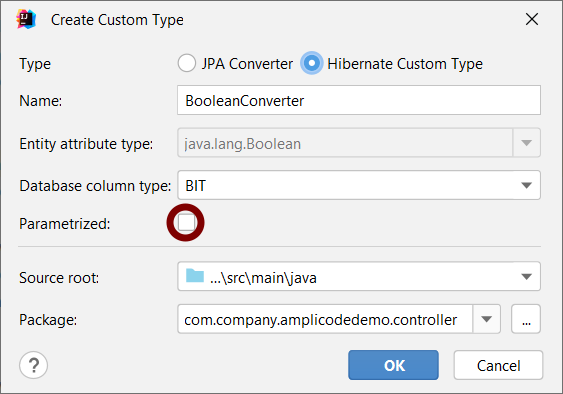 Create Custom Type
Type JPA Converter Hibernate Custom Type
Name: BooleanConverter
Entity attribute type: java.lang.Boolean
Database column type: BIT
Parametrized:
Source root: ...\src\main\java
Package: com.company.amplicodedemo.controller ...
? OK Cancel